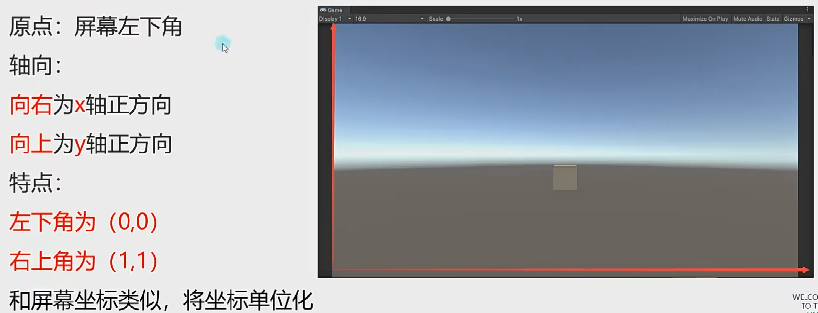 原点：屏幕左下角
轴向：
向右为x轴正方向
向上为y轴正方向
特点：
左下角为（0,0）
右上角为（1,1）
和屏幕坐标类似，将坐标单位化
Game
Display 1 16:9 Scale 1x Maximize On Play Mute Audio Stats Gizmos
WELCO
TO T